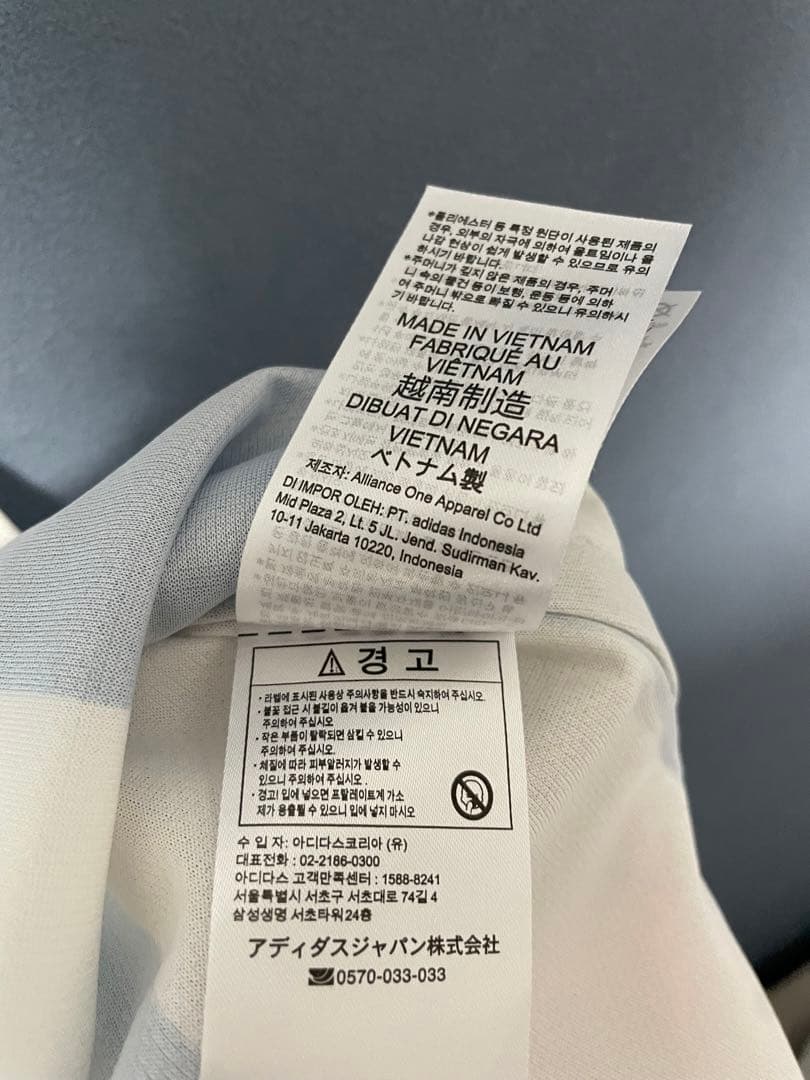 *폴리에스터 등 특정 원단이 사용된 제품의
경우, 외부의 자극에 의하여 올트임이나 올
나감 현상이 쉽게 발생할 수 있으므로 유의
하시기 바랍니다.
*주머니가 깊지 않은 제품의 경우, 주머
니 속의 물건 등이 보행, 운동 등에 의하
여 주머니 밖으로 빠질 수 있으니 유의하시
기 바랍니다.
MADE IN VIETNAM
FABRIQUÉ AU
VIÊTNAM
越南制造
DIBUAT DI NEGARA
VIETNAM
ベトナム製
제조자: Alliance One Apparel Co Ltd
DI IMPOR OLEH: PT. adidas Indonesia
Mid Plaza 2, Lt. 5 JL. Jend. Sudirman Kav.
10-11 Jakarta 10220, Indonesia
경 고
· 라벨에 표시된 사용상 주의사항을 반드시 숙지하여 주십시오.
· 불꽃 접근 시 불길이 옮겨 붙을 가능성이 있으니
주의하여 주십시오
· 작은 부품이 탈락되면 삼킬 수 있으니
주의하여 주십시오.
· 체질에 따라 피부알러지가 발생할 수
있으니 주의하여 주십시오 .
· 경고! 입에 넣으면 프탈레이트계 가소
제가 용출될 수 있으니 입에 넣지 마시오
수 입 자: 아디다스코리아 (유)
대표전화 : 02-2186-0300
아디다스 고객만족센터 : 1588-8241
서울특별시 서초구 서초대로 74길 4
삼성생명 서초타워24층
アディダスジャパン株式会社
0570-033-033